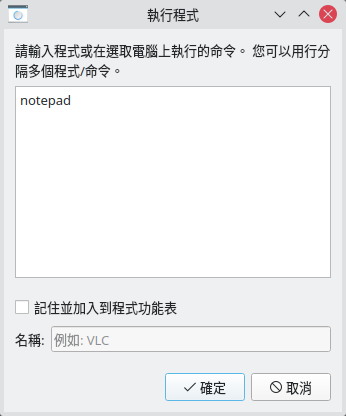 執行程式
請輸入程式或在選取電腦上執行的命令。 您可以用行分
隔多個程式/命令。
notepad
記住並加入到程式功能表
名稱: 例如: VLC
確定 取消